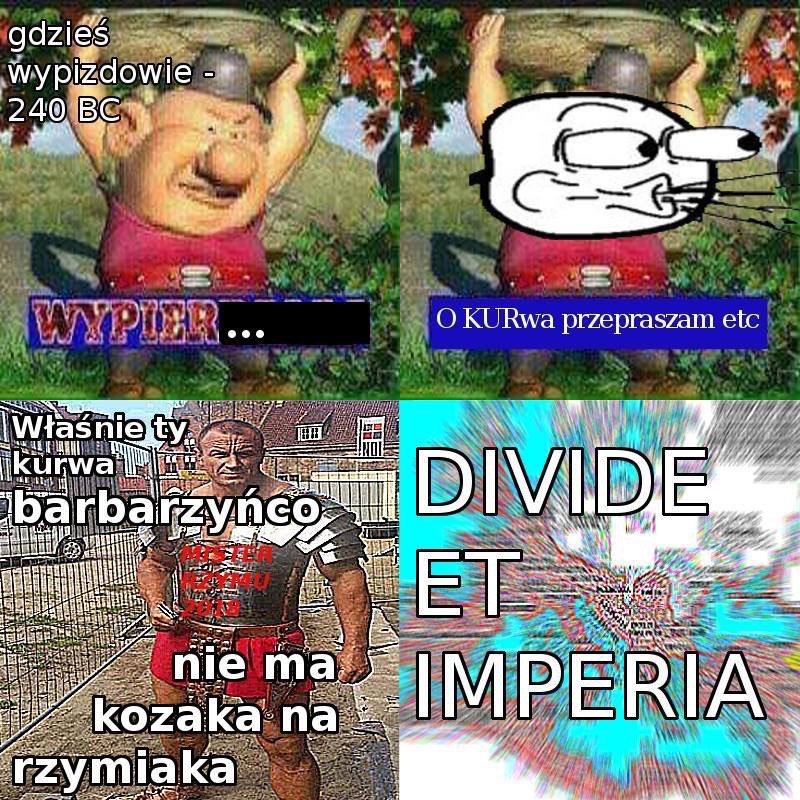 gdzieś
wypizdowie -
240 BC
WYPIER...
O KURwa przepraszam etc
Właśnie ty
kurwa
barbarzyńco
MISTER
RZYMU
2018
nie ma
kozaka na
rzymiaka
DIVIDE
ET
IMPERIA